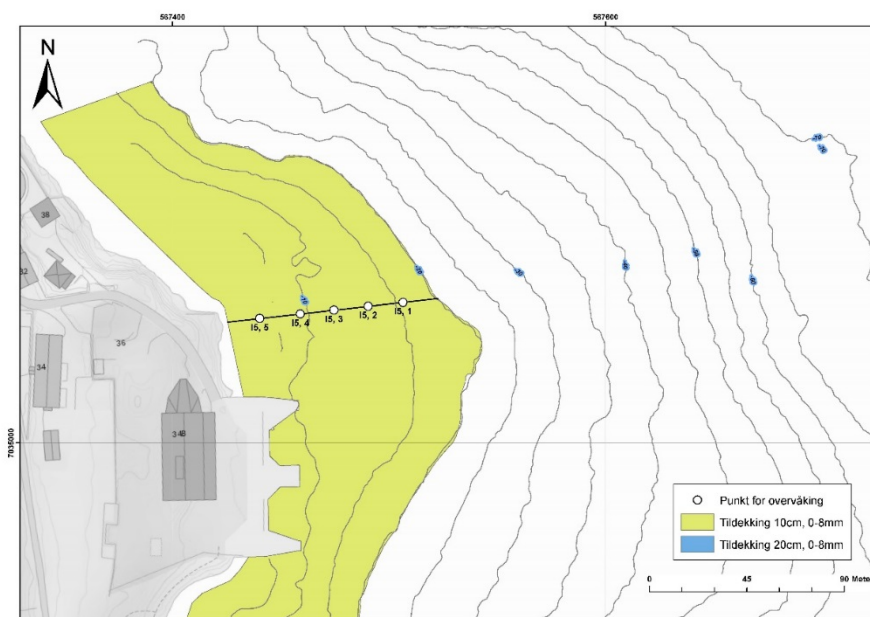 567400
567600
N
38
32
36
34
34B
I5, 5
I5, 4
I5, 3
I5, 2
I5, 1
7035000
Punkt for overvåking
Tildekking 10cm, 0-8mm
Tildekking 20cm, 0-8mm
0
45
90
Mete